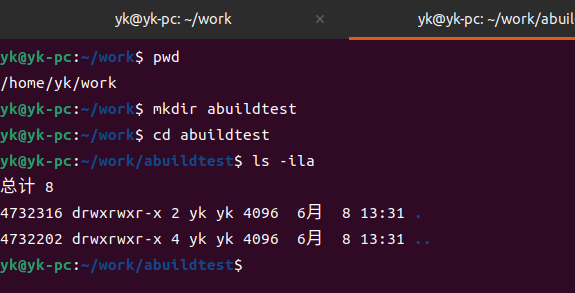 yk@yk-pc: ~/work
×
yk@yk-pc: ~/work/abuil
yk@yk-pc:~/work$ pwd
/home/yk/work
yk@yk-pc:~/work$ mkdir abuildtest
yk@yk-pc:~/work$ cd abuildtest
yk@yk-pc:~/work/abuildtest$ ls -ila
总计 8
4732316 drwxrwxr-x 2 yk yk 4096  6月  8 13:31 .
4732202 drwxrwxr-x 4 yk yk 4096  6月  8 13:31 ..
yk@yk-pc:~/work/abuildtest$